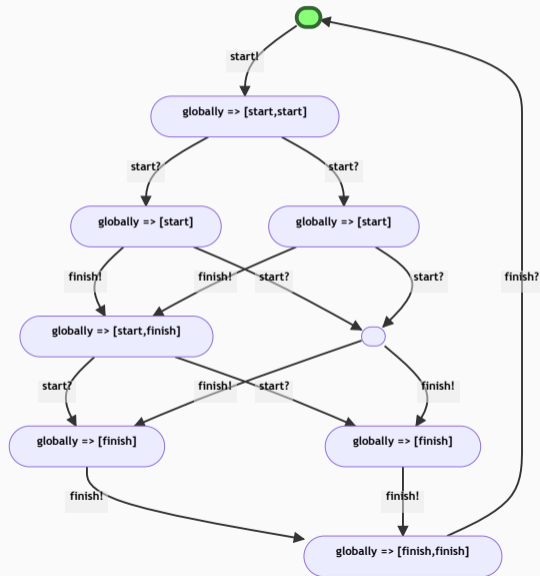 start!
globally => [start,start]
start?
start?
globally => [start]
globally => [start]
finish!
finish!
start?
start?
finish?
globally => [start,finish]
start?
finish!
start?
finish!
globally => [finish]
globally => [finish]
finish!
finish!
globally => [finish,finish]